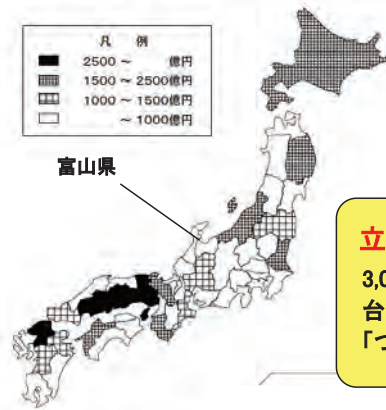 凡 例
2500 ～ 億円
1500 ～ 2500億円
1000 ～ 1500億円
～ 1000億円
富山県
立
3,0
台
「つ